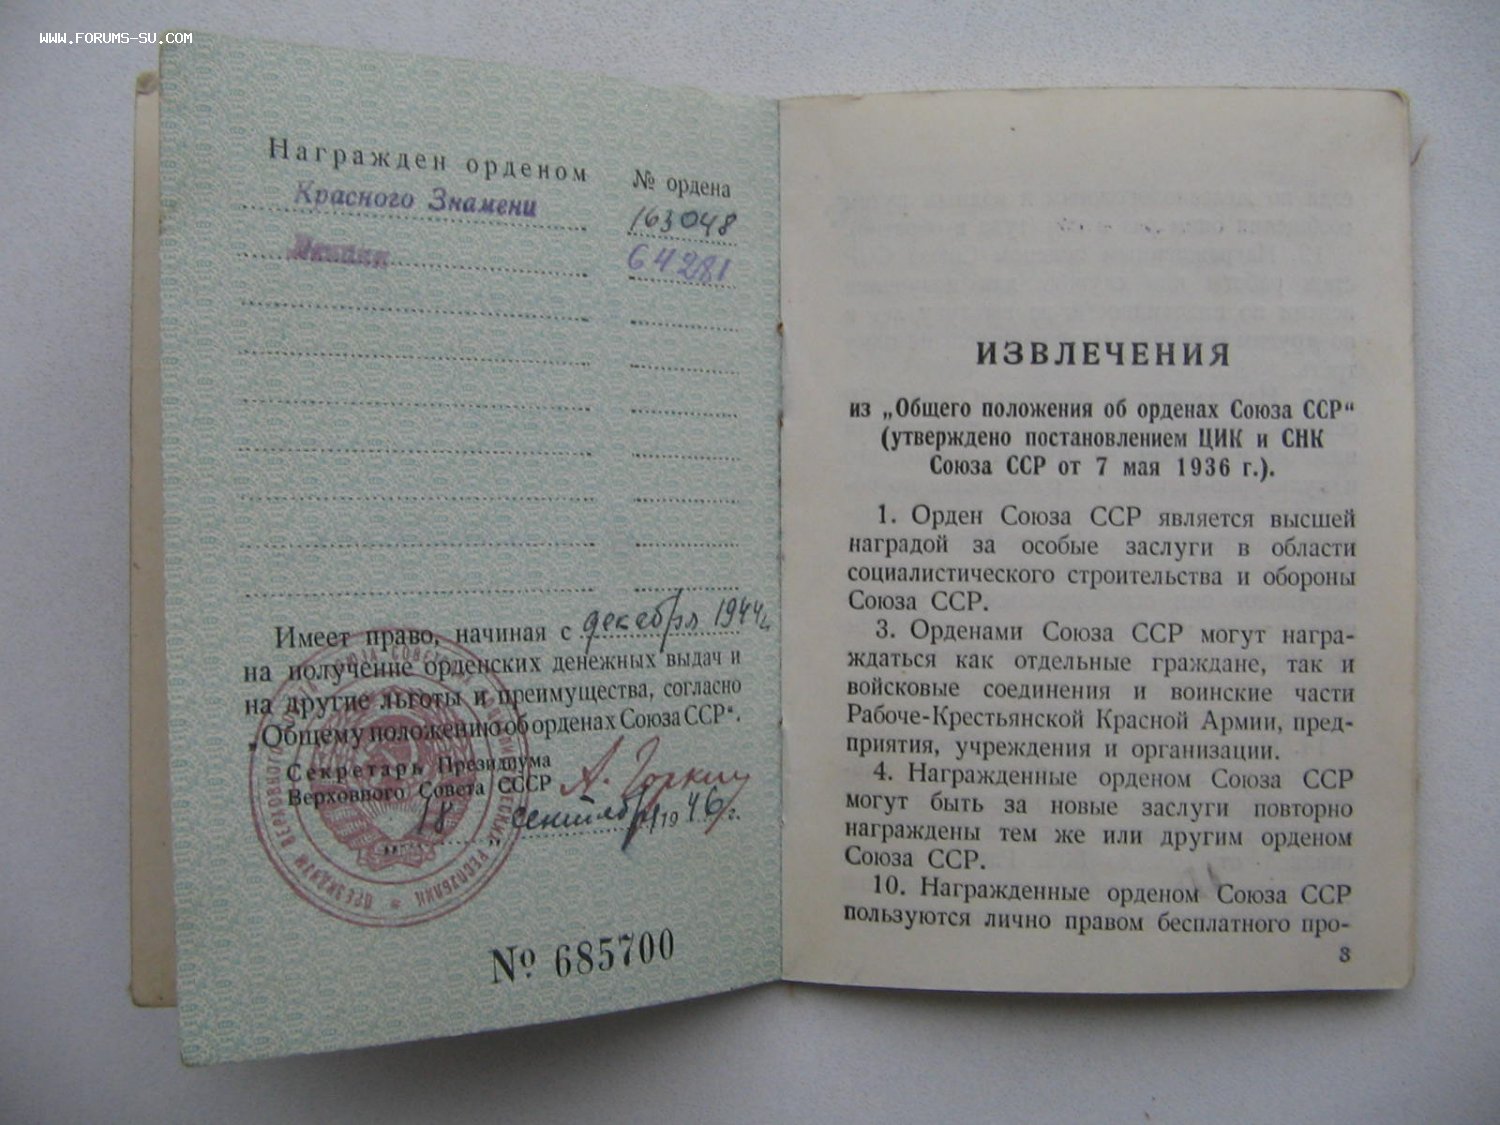 WWW.FORUMS-SU.COM
Награжден орденом № ордена
Красного Знамени 163048
Ленина 64281
Имеет право, начиная с декабря 1944 г.
на получение орденских денежных выдач и
на другие льготы и преимущества, согласно
„Общему положению об орденах Союза ССР“.
Секретарь Президиума
Верховного Совета СССР А. Горкин
„18“ сентября 1946 г.
№ 685700
ИЗВЛЕЧЕНИЯ
из „Общего положения об орденах Союза ССР“
(утверждено постановлением ЦИК и СНК
Союза ССР от 7 мая 1936 г.).
1. Орден Союза ССР является высшей
наградой за особые заслуги в области
социалистического строительства и обороны
Союза ССР.
3. Орденами Союза ССР могут награ-
ждаться как отдельные граждане, так и
войсковые соединения и воинские части
Рабоче-Крестьянской Красной Армии, пред-
приятия, учреждения и организации.
4. Награжденные орденом Союза ССР
могут быть за новые заслуги повторно
награждены тем же или другим орденом
Союза ССР.
10. Награжденные орденом Союза ССР
пользуются лично правом бесплатного про-
3